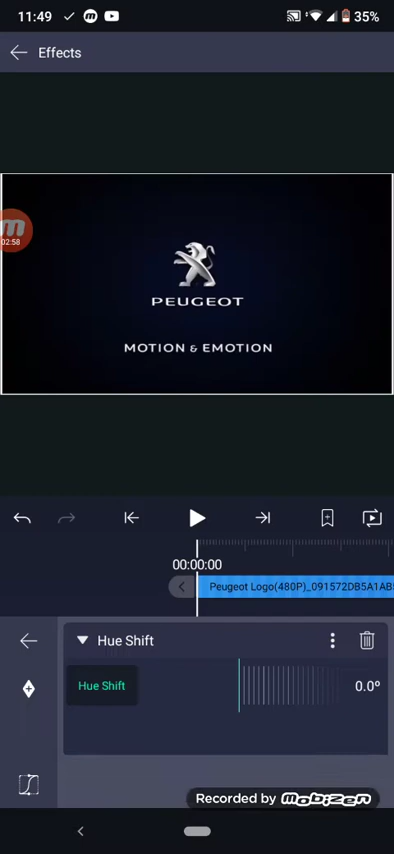 11:49
35%
Effects
02:58
PEUGEOT
MOTION & EMOTION
00:00:00
Peugeot Logo(480P)_091572DB5A1AB
Hue Shift
Hue Shift
0.0º
Recorded by mobizen